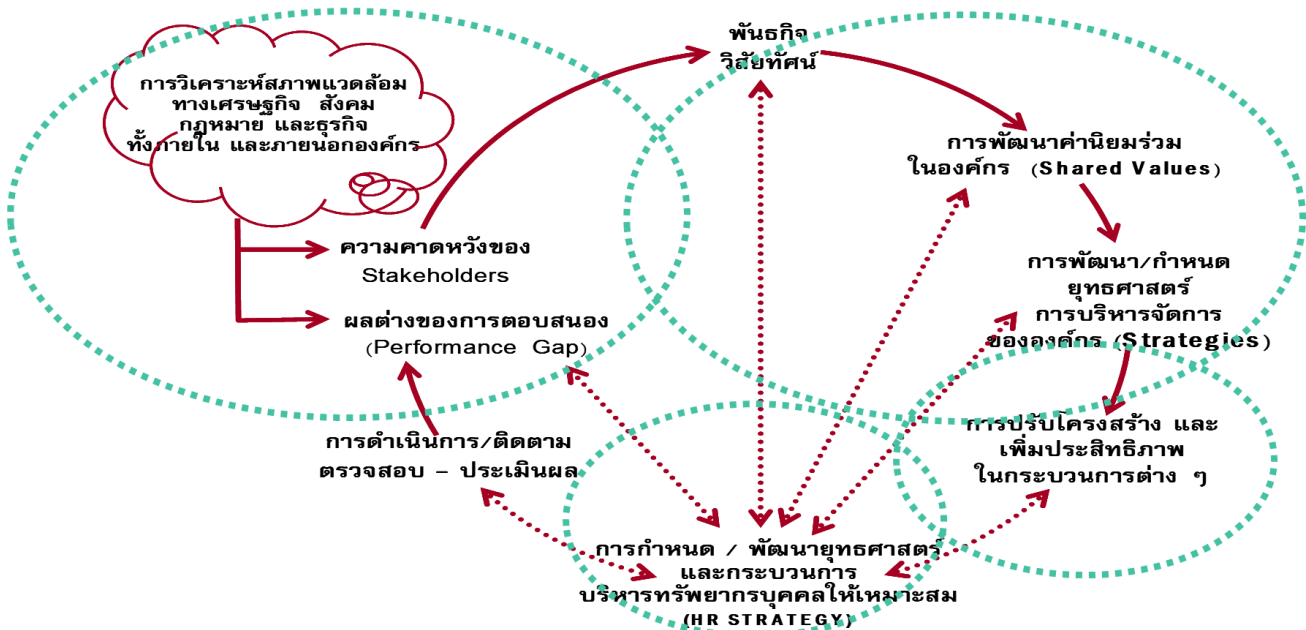 การวิเคราะห์สภาพแวดล้อม
ทางเศรษฐกิจ สังคม
กฎหมาย และธุรกิจ
ทั้งภายใน และภายนอกองค์กร
พันธกิจ
วิสัยทัศน์
การพัฒนาค่านิยมร่วม
ในองค์กร (Shared Values)
ความคาดหวังของ
Stakeholders
การพัฒนา/กำหนด
ยุทธศาสตร์
การบริหารจัดการ
ขององค์กร (Strategies)
ผลต่างของการตอบสนอง
(Performance Gap)
การปรับโครงสร้าง และ
เพิ่มประสิทธิภาพ
ในกระบวนการต่าง ๆ
การดำเนินการ/ติดตาม
ตรวจสอบ – ประเมินผล
การกำหนด / พัฒนายุทธศาสตร์
และกระบวนการ
บริหารทรัพยากรบุคคลให้เหมาะสม
(HR STRATEGY)